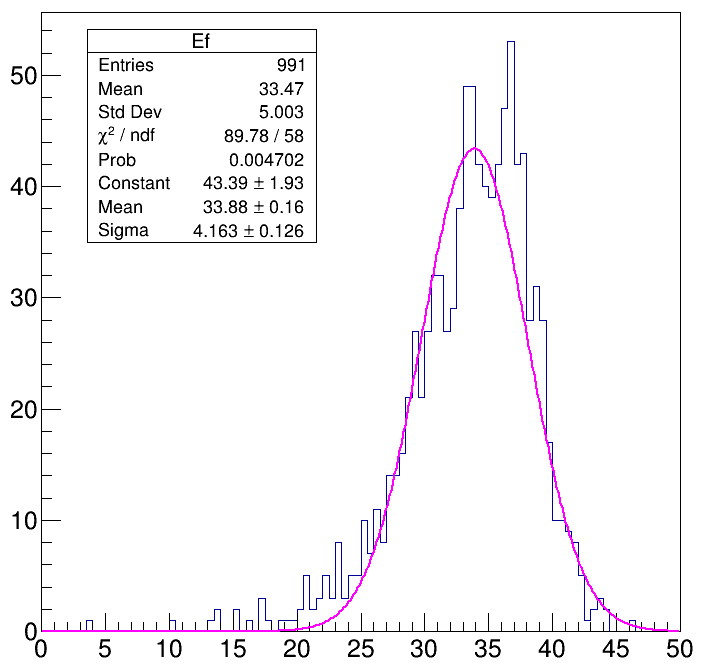 Ef
Entries 991
Mean 33.47
Std Dev 5.003
χ² / ndf 89.78 / 58
Prob 0.004702
Constant 43.39 ± 1.93
Mean 33.88 ± 0.16
Sigma 4.163 ± 0.126
50
40
30
20
10
0
0 5 10 15 20 25 30 35 40 45 50